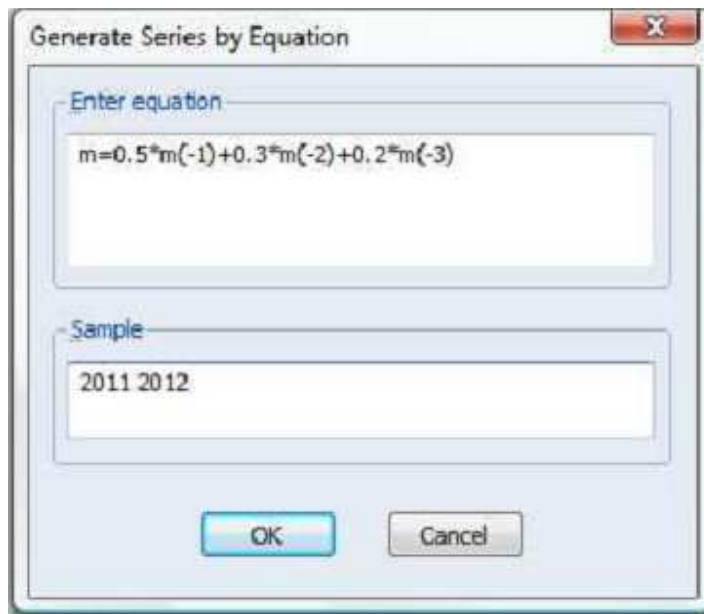 Generate Series by Equation
Enter equation
m=0.5*m(-1)+0.3*m(-2)+0.2*m(-3)
Sample
2011 2012
OK
Cancel